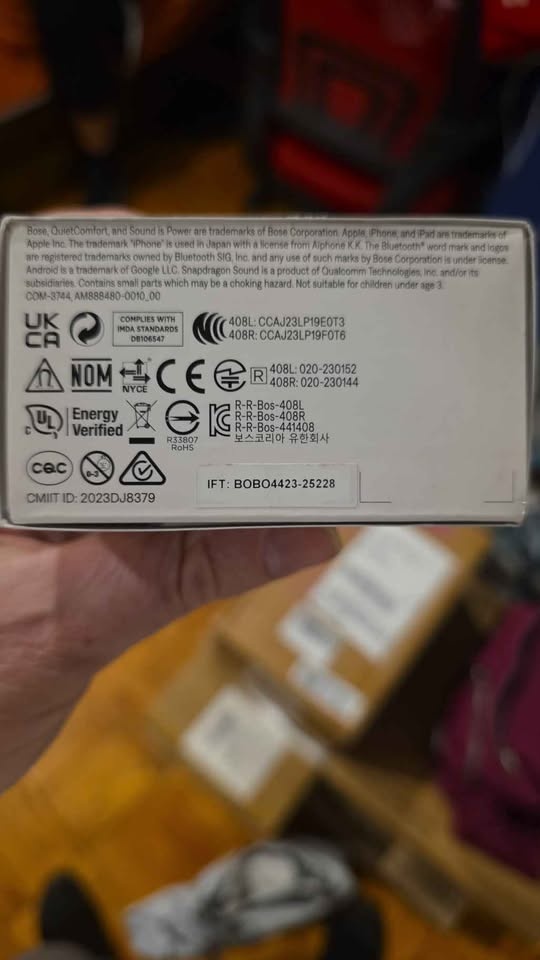 Bose, QuietComfort, and Sound is Power are trademarks of Bose Corporation. Apple, iPhone, and iPad are trademarks of
Apple Inc. The trademark "iPhone" is used in Japan with a license from Aiphone K.K. The Bluetooth® word mark and logos
are registered trademarks owned by Bluetooth SIG, Inc. and any use of such marks by Bose Corporation is under license.
Android is a trademark of Google LLC. Snapdragon Sound is a product of Qualcomm Technologies, Inc. and/or its
subsidiaries. Contains small parts which may be a choking hazard. Not suitable for children under age 3.
COM-3744, AM888480-0010_00
UK
CA
COMPLIES WITH
IMDA STANDARDS
DB106547
408L: CCAJ23LP19E0T3
408R: CCAJ23LP19F0T6
NOM
NYCE
CE
R
408L: 020-230152
408R: 020-230144
c UL
Energy
Verified
R33807
RoHS
R-R-Bos-408L
R-R-Bos-408R
R-R-Bos-441408
보스코리아 유한회사
CQC
0-3
CMIIT ID: 2023DJ8379
IFT: BOBO4423-25228